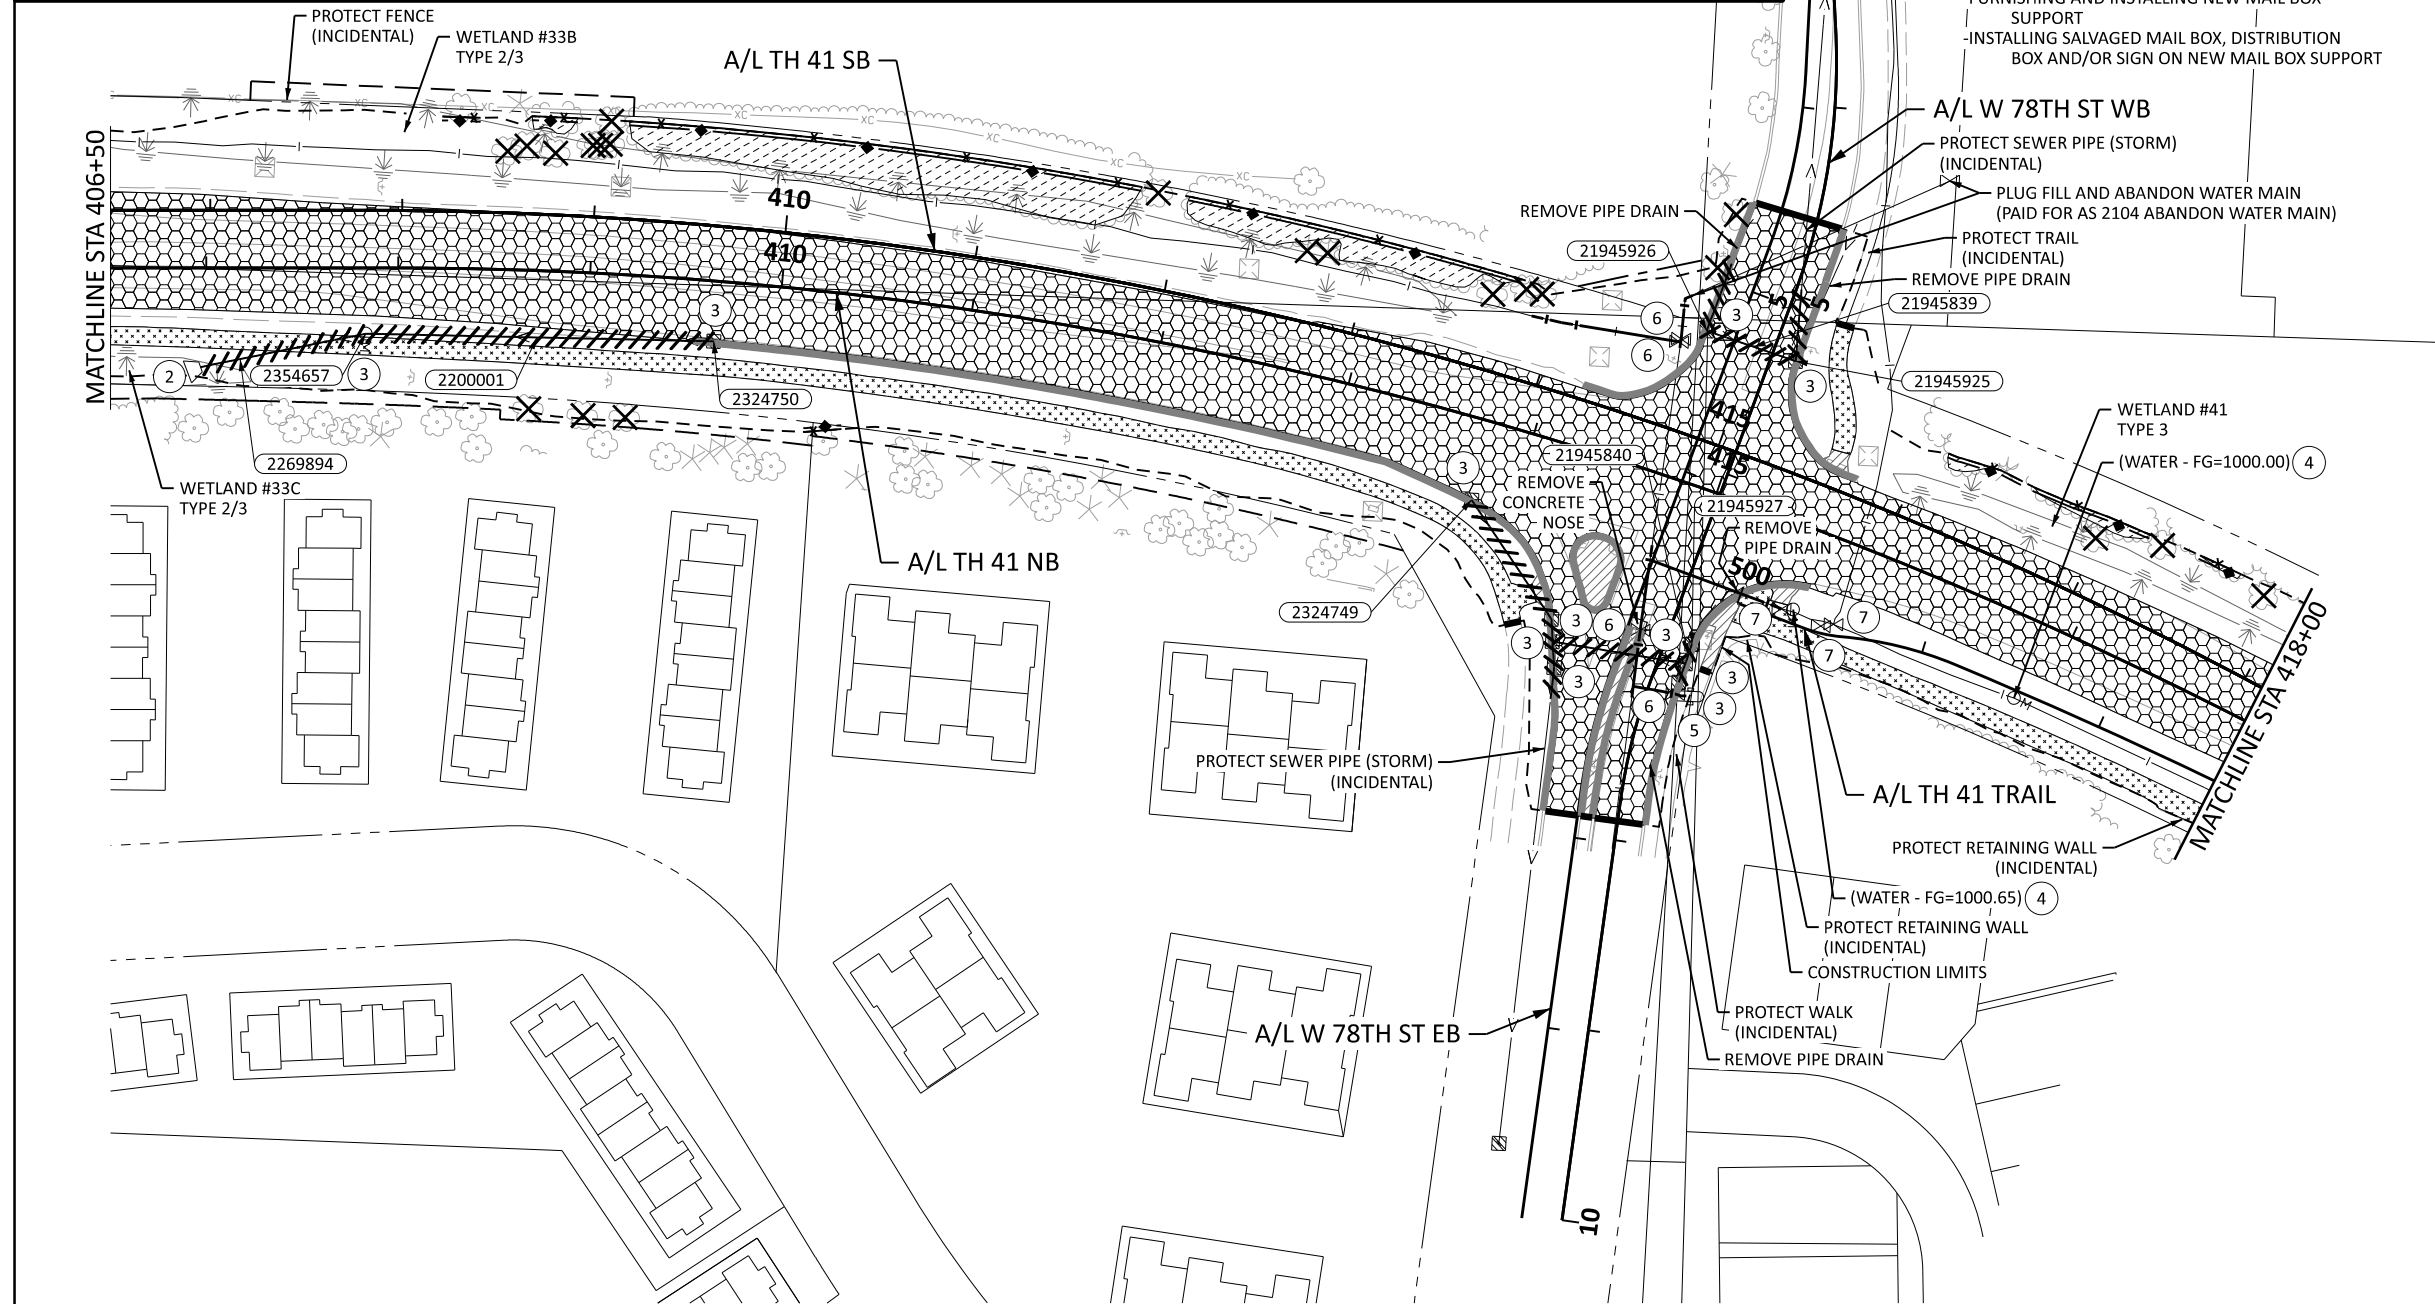 PROTECT FENCE
(INCIDENTAL)
WETLAND #33B
TYPE 2/3
A/L TH 41 SB
FURNISHING AND INSTALLING NEW MAIL BOX
SUPPORT
-INSTALLING SALVAGED MAIL BOX, DISTRIBUTION
BOX AND/OR SIGN ON NEW MAIL BOX SUPPORT
A/L W 78TH ST WB
PROTECT SEWER PIPE (STORM)
(INCIDENTAL)
PLUG FILL AND ABANDON WATER MAIN
(PAID FOR AS 2104 ABANDON WATER MAIN)
REMOVE PIPE DRAIN
PROTECT TRAIL
(INCIDENTAL)
REMOVE PIPE DRAIN
21945926
21945839
MATCHLINE STA 406+50
410
410
3
6
3
5
5
6
2
2354657
3
2200001
2324750
3
21945925
2269894
WETLAND #33C
TYPE 2/3
WETLAND #41
TYPE 3
(WATER - FG=1000.00) 4
415
415
21945840
3
REMOVE
CONCRETE
NOSE
21945927
REMOVE
PIPE DRAIN
500
A/L TH 41 NB
2324749
3
3
6
3
7
7
7
3
3
6
3
5
MATCHLINE STA 418+00
PROTECT SEWER PIPE (STORM)
(INCIDENTAL)
A/L TH 41 TRAIL
PROTECT RETAINING WALL
(INCIDENTAL)
(WATER - FG=1000.65) 4
PROTECT RETAINING WALL
(INCIDENTAL)
CONSTRUCTION LIMITS
PROTECT WALK
(INCIDENTAL)
REMOVE PIPE DRAIN
A/L W 78TH ST EB
10